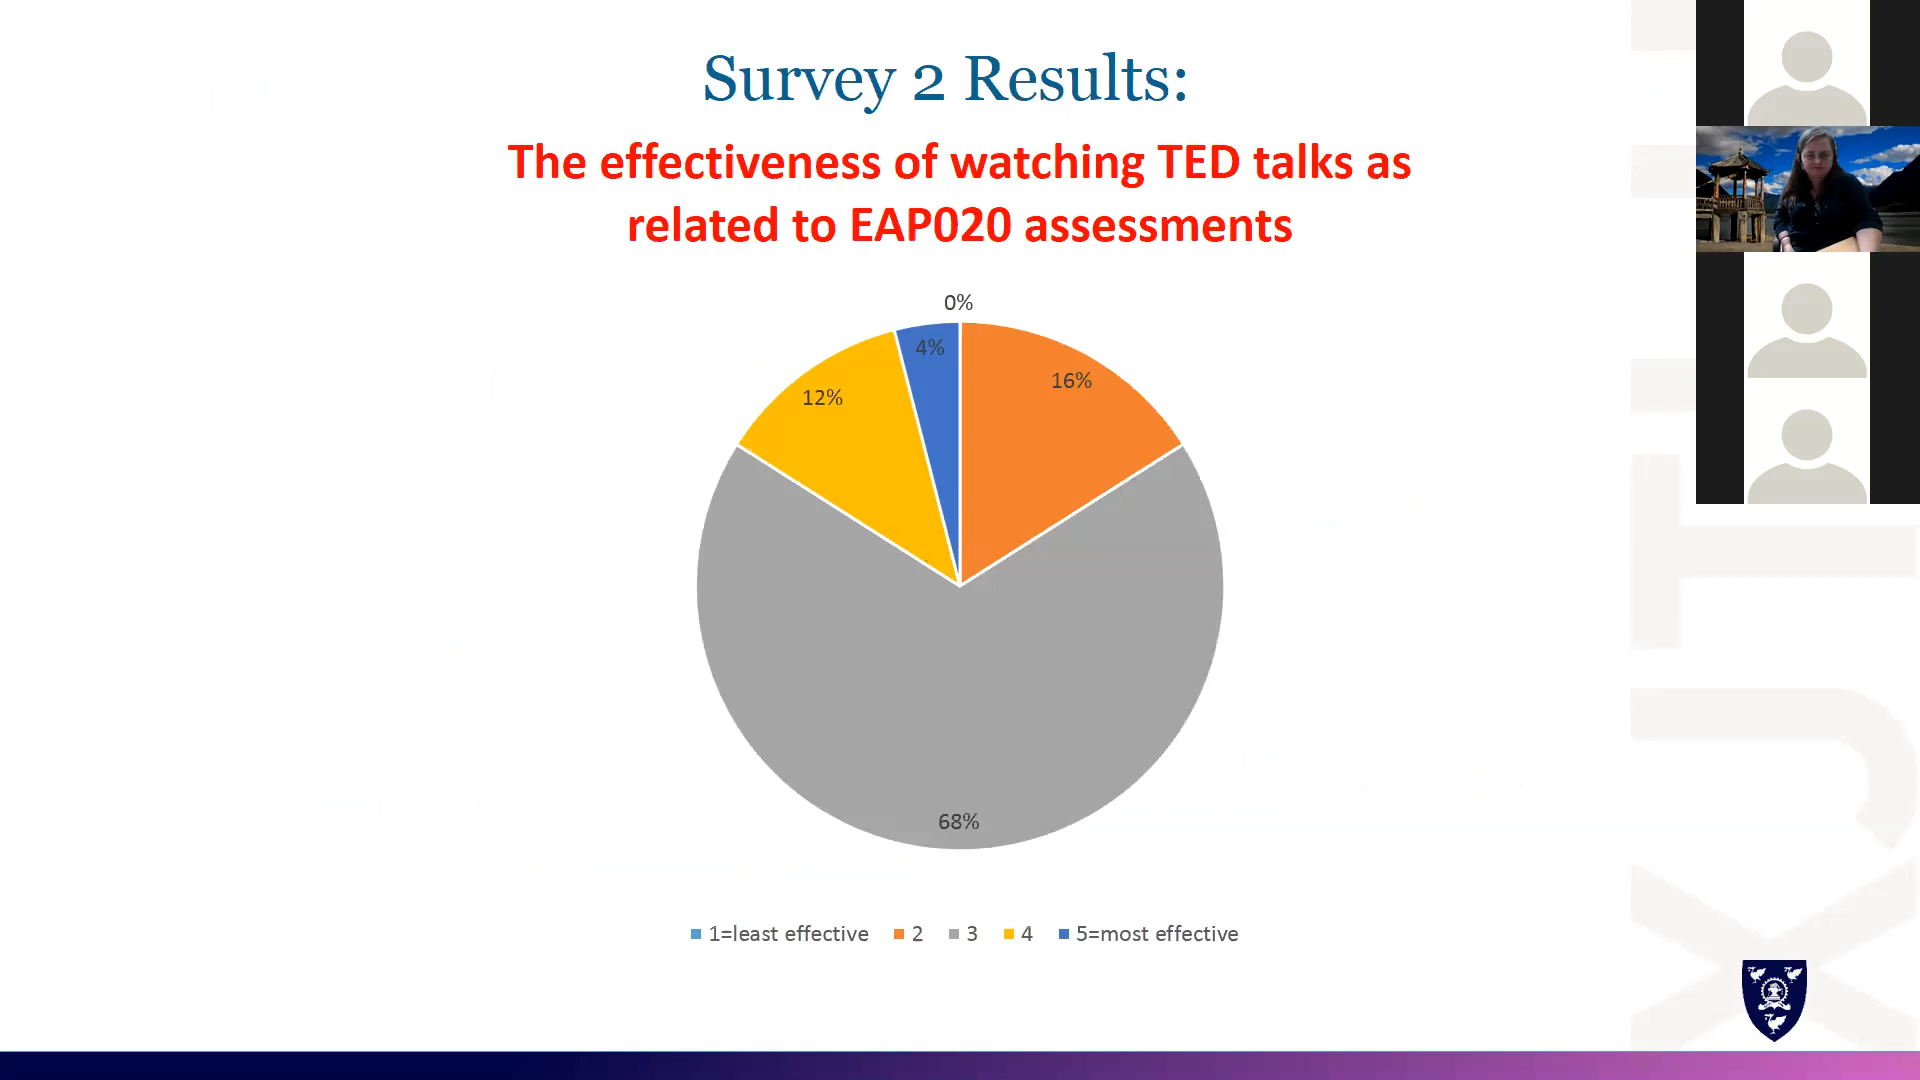 Survey 2 Results:
The effectiveness of watching TED talks as
related to EAP020 assessments
0%
4%
16%
12%
68%
1=least effective 2 3 4 5=most effective
XJTLU